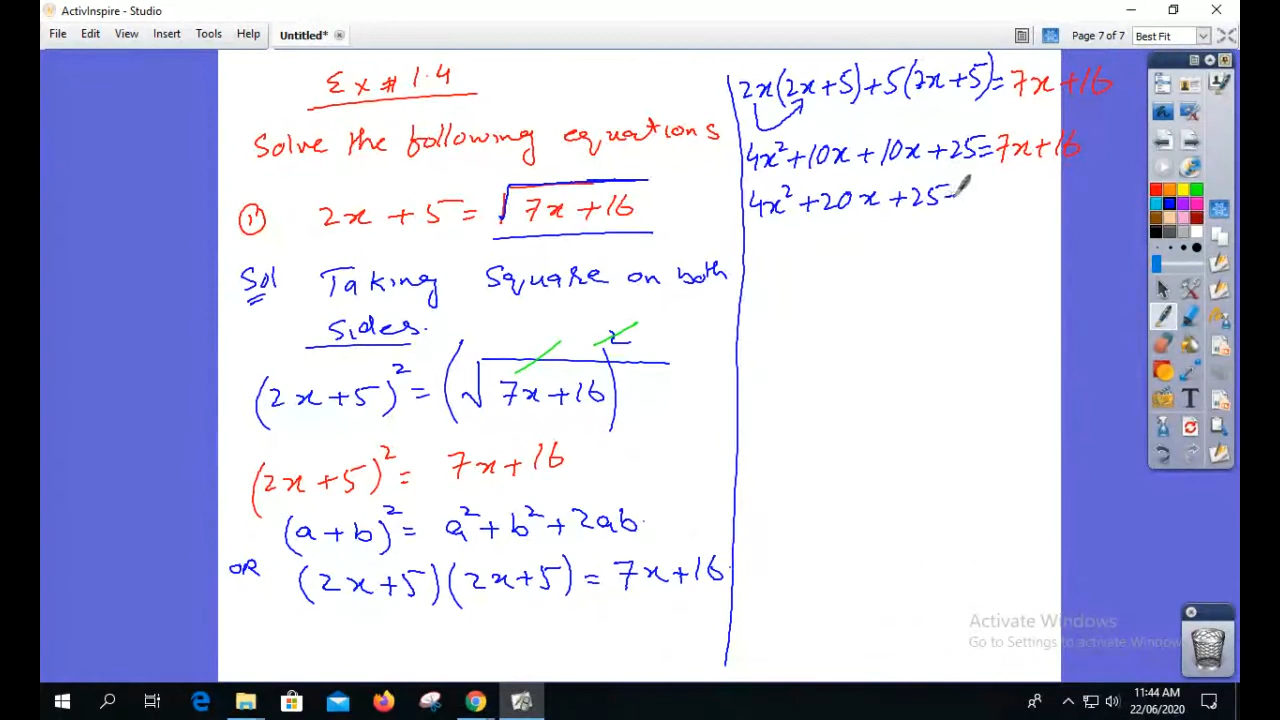 ActivInspire - Studio
File Edit View Insert Tools Help Untitled* Page 7 of 7 Best Fit
Ex # 1.4
Solve the following equations
(i) 2x + 5 = √7x+16
Sol Taking Square on both
sides.
(2x+5)² = (√7x+16)²
(2x+5)² = 7x+16
(a+b)² = a²+b²+2ab.
OR (2x+5)(2x+5) = 7x+16
2x(2x+5)+5(2x+5)=7x+16
4x²+10x+10x+25=7x+16
4x²+20x+25=
Activate Windows
Go to Settings to activate Windows.
11:44 AM
22/06/2020